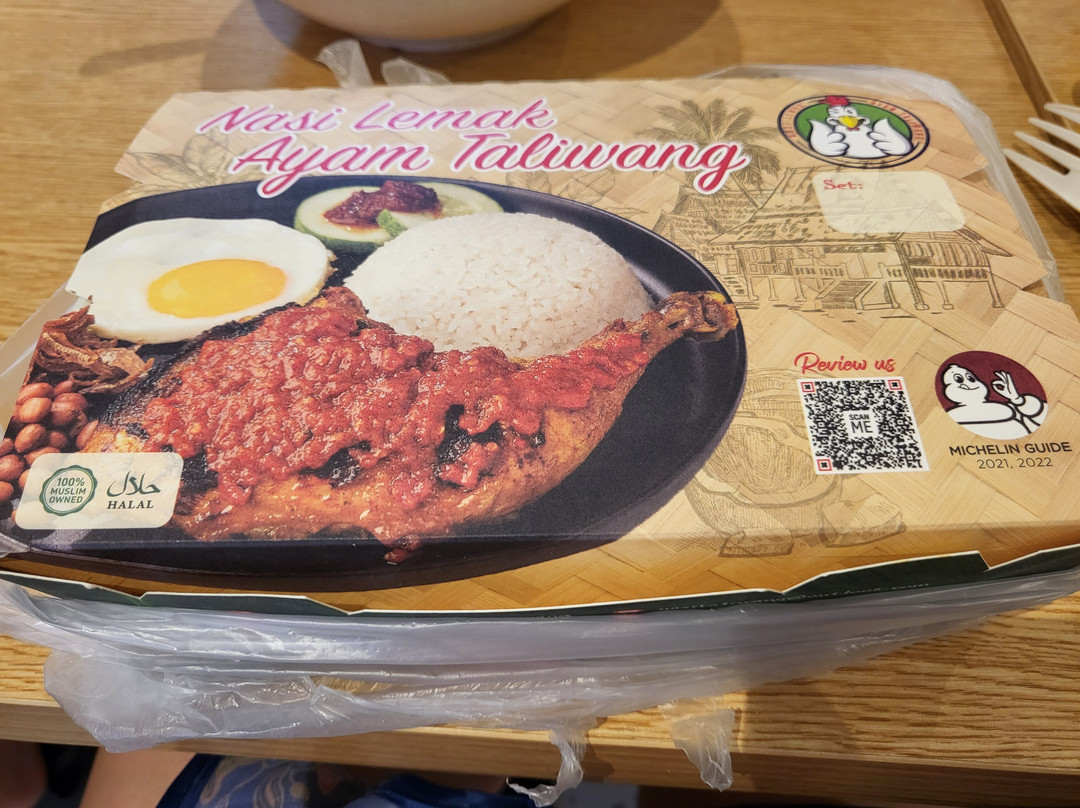 Nasi Lemak
Ayam Taliwang
Set:
Review us
SCAN
ME
MICHELIN GUIDE
2021, 2022
100%
MUSLIM
OWNED
حلال
HALAL